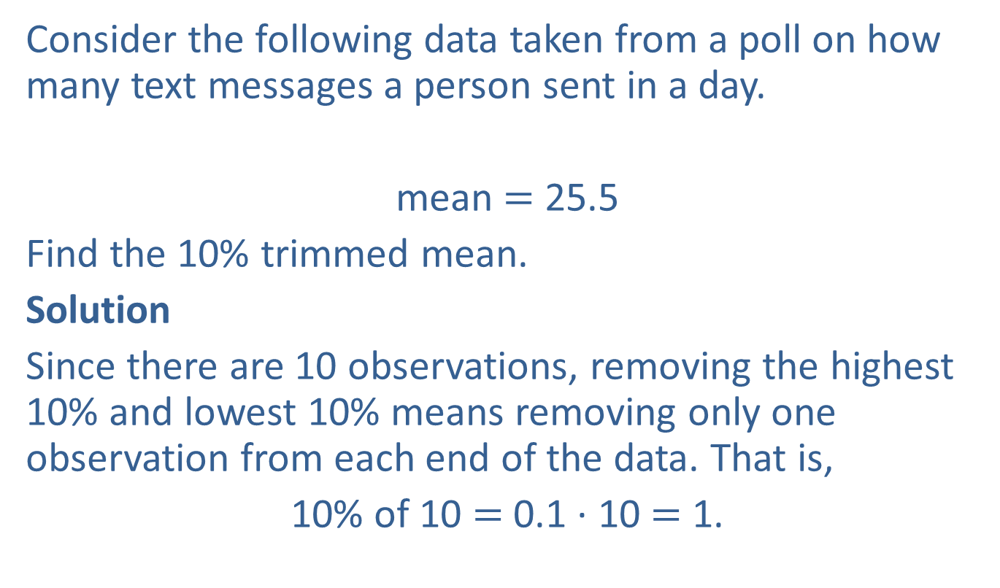 Consider the following data taken from a poll on how
many text messages a person sent in a day.
mean = 25.5
Find the 10% trimmed mean.
Solution
Since there are 10 observations, removing the highest
10% and lowest 10% means removing only one
observation from each end of the data. That is,
10% of 10 = 0.1 · 10 = 1.